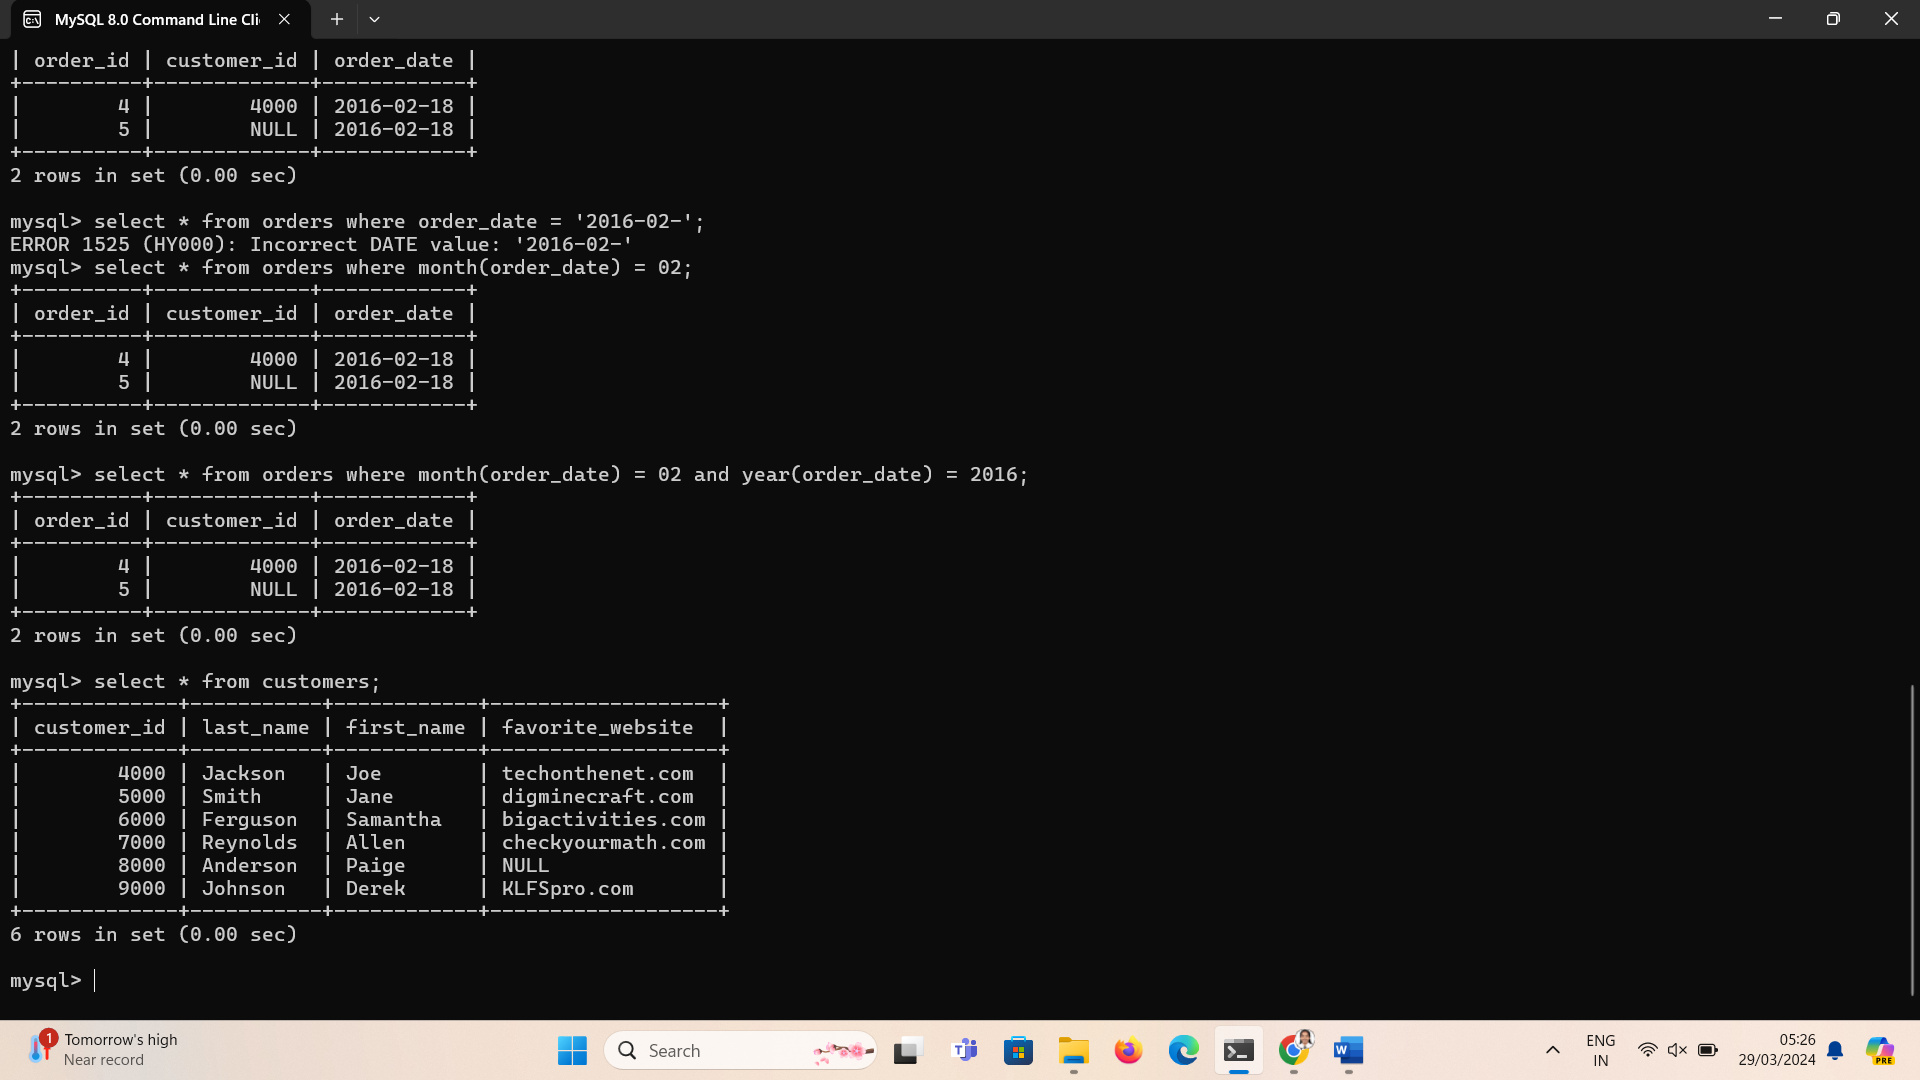 MySQL 8.0 Command Line Cli
| order_id | customer_id | order_date |
+----------+-------------+------------+
|        4 |        4000 | 2016-02-18 |
|        5 |        NULL | 2016-02-18 |
+----------+-------------+------------+
2 rows in set (0.00 sec)
mysql> select * from orders where order_date = '2016-02-';
ERROR 1525 (HY000): Incorrect DATE value: '2016-02-'
mysql> select * from orders where month(order_date) = 02;
+----------+-------------+------------+
| order_id | customer_id | order_date |
+----------+-------------+------------+
|        4 |        4000 | 2016-02-18 |
|        5 |        NULL | 2016-02-18 |
+----------+-------------+------------+
2 rows in set (0.00 sec)
mysql> select * from orders where month(order_date) = 02 and year(order_date) = 2016;
+----------+-------------+------------+
| order_id | customer_id | order_date |
+----------+-------------+------------+
|        4 |        4000 | 2016-02-18 |
|        5 |        NULL | 2016-02-18 |
+----------+-------------+------------+
2 rows in set (0.00 sec)
mysql> select * from customers;
+-------------+-----------+------------+-------------------+
| customer_id | last_name | first_name | favorite_website  |
+-------------+-----------+------------+-------------------+
|        4000 | Jackson   | Joe        | techonthenet.com  |
|        5000 | Smith     | Jane       | digminecraft.com  |
|        6000 | Ferguson  | Samantha   | bigactivities.com |
|        7000 | Reynolds  | Allen      | checkyourmath.com |
|        8000 | Anderson  | Paige      | NULL              |
|        9000 | Johnson   | Derek      | KLFSpro.com       |
+-------------+-----------+------------+-------------------+
6 rows in set (0.00 sec)
mysql>
1
Tomorrow's high
Near record
Search
ENG
IN
05:26
29/03/2024
PRE